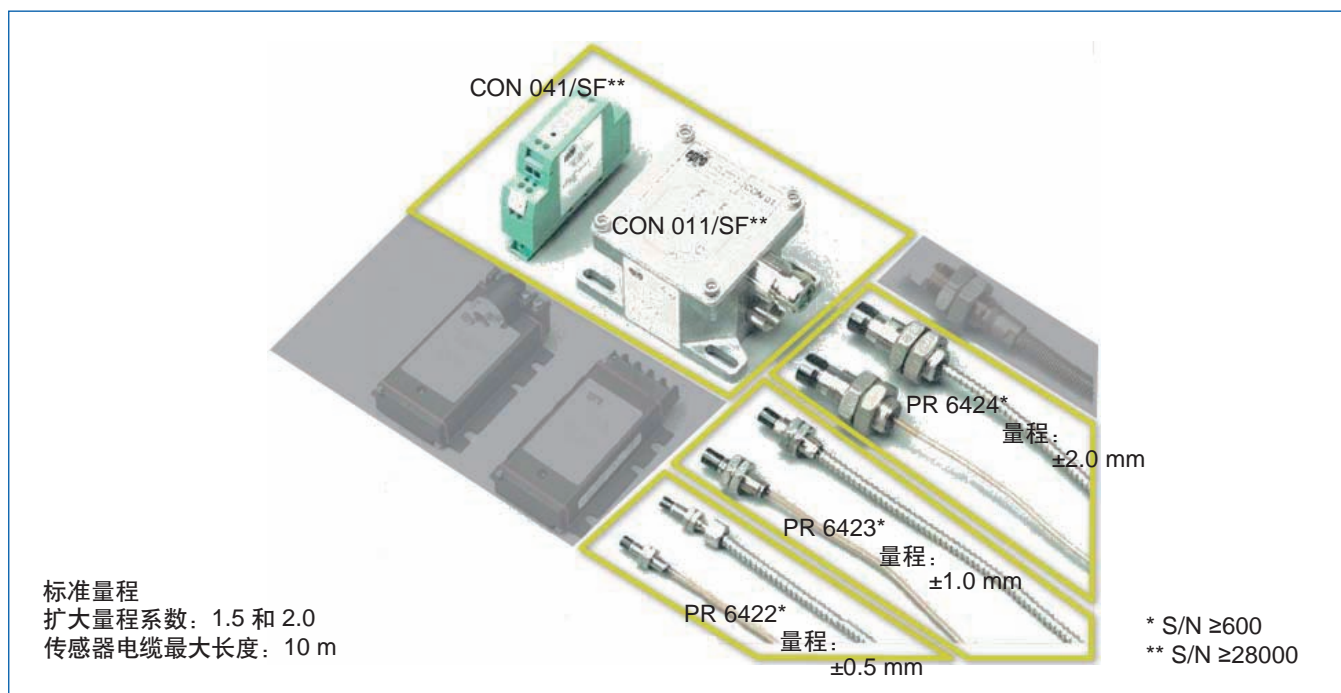 CON 041/SF**
CON 011/SF**
PR 6424*
量程：
±2.0 mm
PR 6423*
量程：
±1.0 mm
PR 6422*
量程：
±0.5 mm
标准量程
扩大量程系数：1.5 和 2.0
传感器电缆最大长度：10 m
* S/N ≥600
** S/N ≥28000